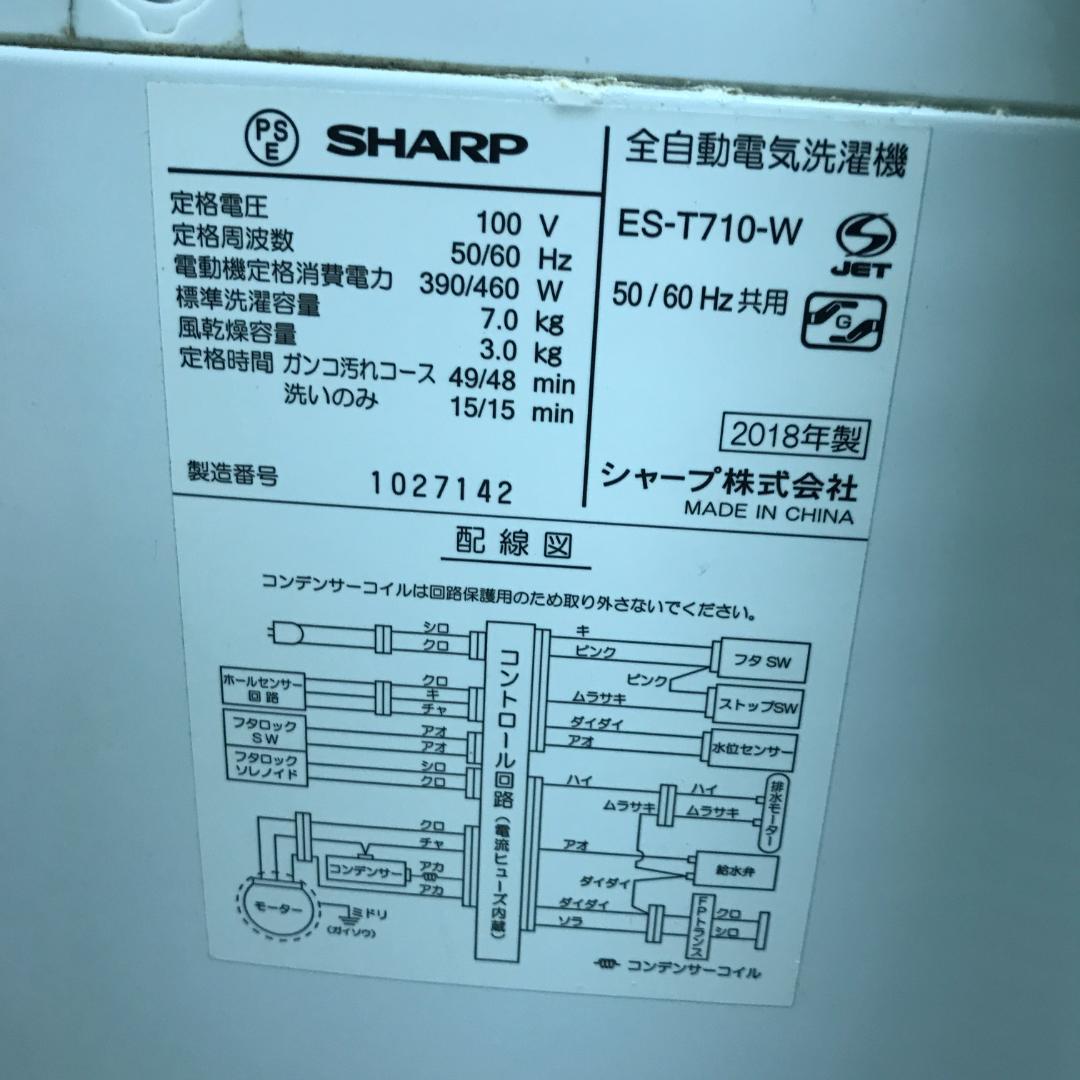 PS
E
SHARP
定格電圧 100 V
定格周波数 50/60 Hz
電動機定格消費電力 390/460 W
標準洗濯容量 7.0 kg
風乾燥容量 3.0 kg
定格時間 ガンコ汚れコース 49/48 min
洗いのみ 15/15 min
製造番号 1027142
全自動電気洗濯機
ES-T710-W
JET
50/60 Hz 共用
G
2018年製
シャープ株式会社
MADE IN CHINA
配線図
コンデンサーコイルは回路保護用のため取り外さないでください。
シロ
クロ
ホールセンサー
回路
クロ
キ
チャ
フタロック
SW
アオ
アオ
フタロック
ソレノイド
シロ
クロ
クロ
チャ
コンデンサー
アカ
アカ
モーター
ミドリ
(ガイソウ)
コントロール回路(電流ヒューズ内蔵)
キ
ピンク
フタ SW
ピンク
ムラサキ
ストップSW
ダイダイ
アオ
水位センサー
ハイ
ムラサキ
ハイ
ムラサキ
排水モーター
アオ
給水弁
ダイダイ
ダイダイ
ソラ
FPトランス
クロ
シロ
コンデンサーコイル